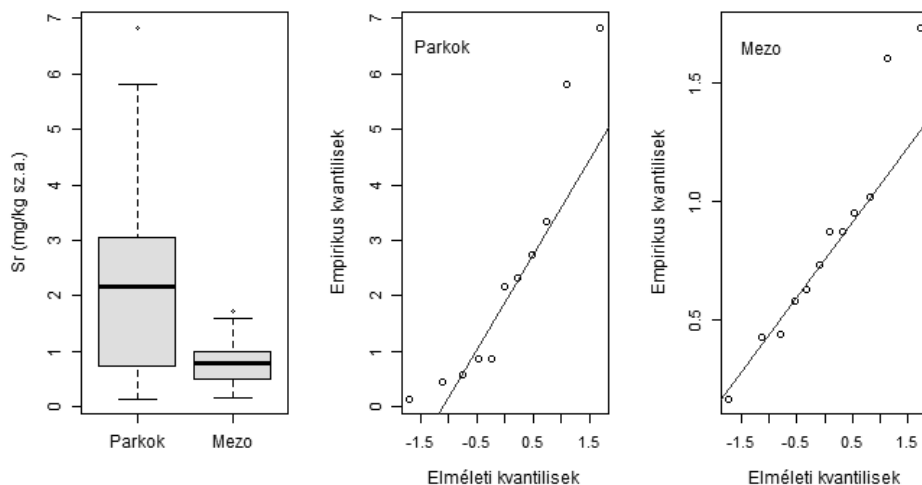 Sr (mg/kg sz.a.)
7
6
5
4
3
2
1
0
Parkok Mezo
Parkok
Empirikus kvantilisek
7
6
5
4
3
2
1
0
-1.5 -0.5 0.5 1.5
Elméleti kvantilisek
Mezo
Empirikus kvantilisek
1.5
1.0
0.5
-1.5 -0.5 0.5 1.5
Elméleti kvantilisek